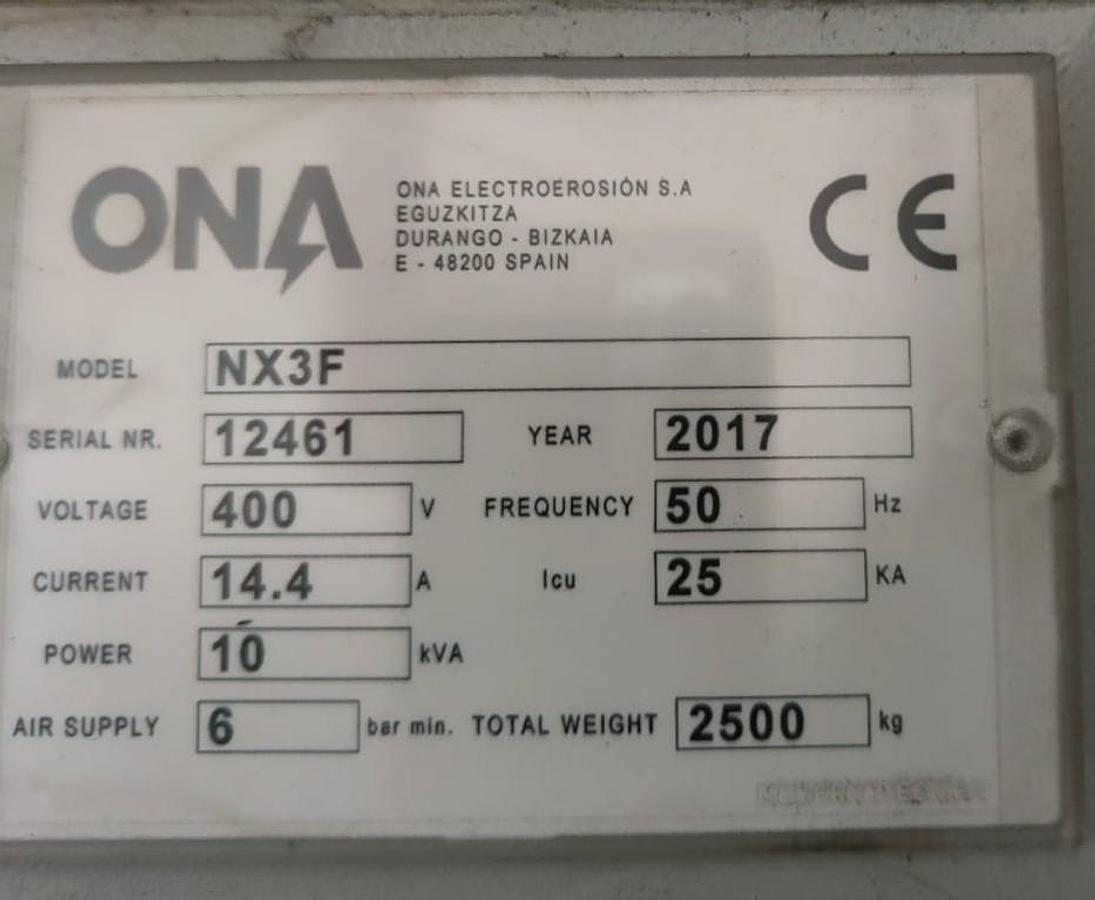 ONA
ONA ELECTROEROSIÓN S.A
EGUZKITZA
DURANGO - BIZKAIA
E - 48200 SPAIN
CE
MODEL NX3F
SERIAL NR. 12461 YEAR 2017
VOLTAGE 400 V FREQUENCY 50 Hz
CURRENT 14.4 A Icu 25 KA
POWER 10 kVA
AIR SUPPLY 6 bar min. TOTAL WEIGHT 2500 kg